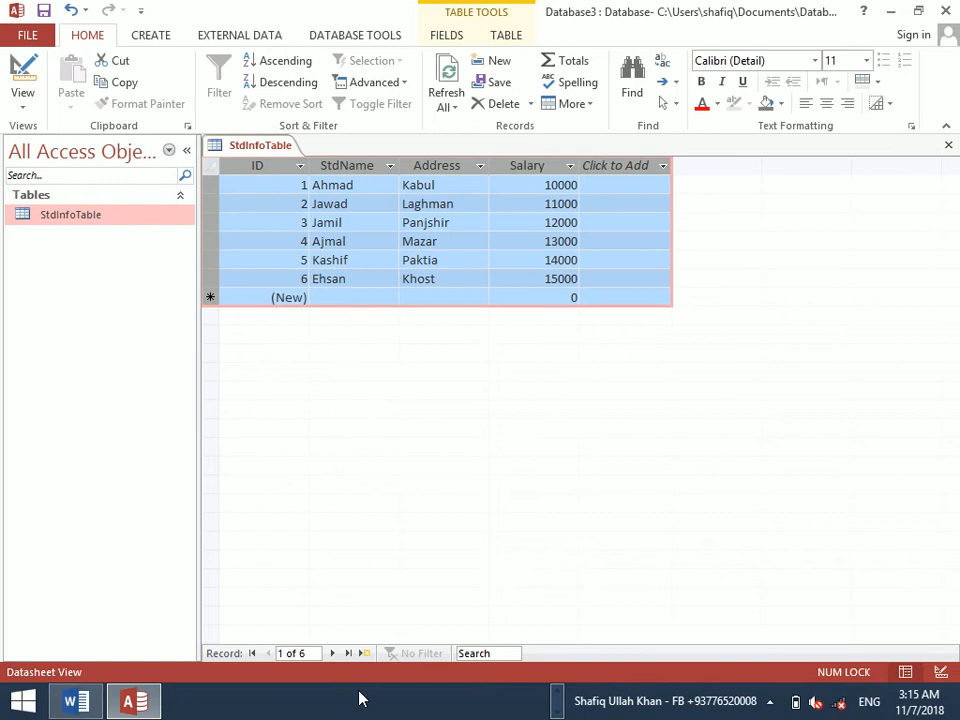 TABLE TOOLS
Database3 : Database- C:\Users\shafiq\Documents\Datab...
?
FILE
HOME
CREATE
EXTERNAL DATA
DATABASE TOOLS
FIELDS
TABLE
Sign in
View
Views
Paste
Cut
Copy
Format Painter
Clipboard
Filter
Ascending
Descending
Remove Sort
Selection
Advanced
Toggle Filter
Sort & Filter
Refresh All
New
Save
Delete
Totals
Spelling
More
Records
Find
Find
Calibri (Detail) 11
B I U
Text Formatting
All Access Obje...
Search...
Tables
StdInfoTable
StdInfoTable
ID StdName Address Salary Click to Add
1 Ahmad Kabul 10000
2 Jawad Laghman 11000
3 Jamil Panjshir 12000
4 Ajmal Mazar 13000
5 Kashif Paktia 14000
6 Ehsan Khost 15000
(New) 0
Record: 1 of 6 No Filter Search
Datasheet View NUM LOCK
Shafiq Ullah Khan - FB +93776520008 ENG
3:15 AM
11/7/2018